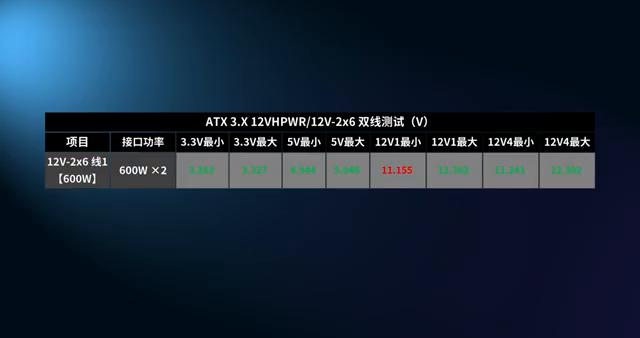 ATX 3.X 12VHPWR/12V-2x6 双线测试（V）
项目 接口功率 3.3V最小 3.3V最大 5V最小 5V最大 12V1最小 12V1最大 12V4最小 12V4最大
12V-2x6 线1
【600W】 600W ×2 11.155